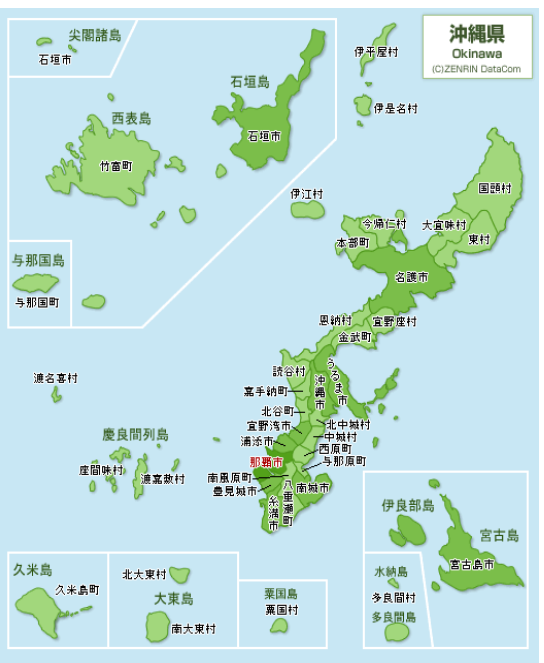 沖縄県
Okinawa
(C)ZENRIN DataCom
尖閣諸島
石垣市
石垣島
石垣市
西表島
竹富町
伊平屋村
伊是名村
伊江村
国頭村
今帰仁村
大宜味村
本部町
東村
名護市
与那国島
与那国町
恩納村
宜野座村
金武町
うるま市
読谷村
沖縄市
嘉手納町
北谷町
宜野湾市
浦添市
那覇市
北中城村
中城村
西原町
与那原町
南風原町
豊見城市
糸満市
八重瀬町
南城市
渡名喜村
慶良間列島
座間味村
渡嘉敷村
伊良部島
宮古島
宮古島市
水納島
多良間村
多良間島
久米島
久米島町
北大東村
大東島
南大東村
粟国島
粟国村